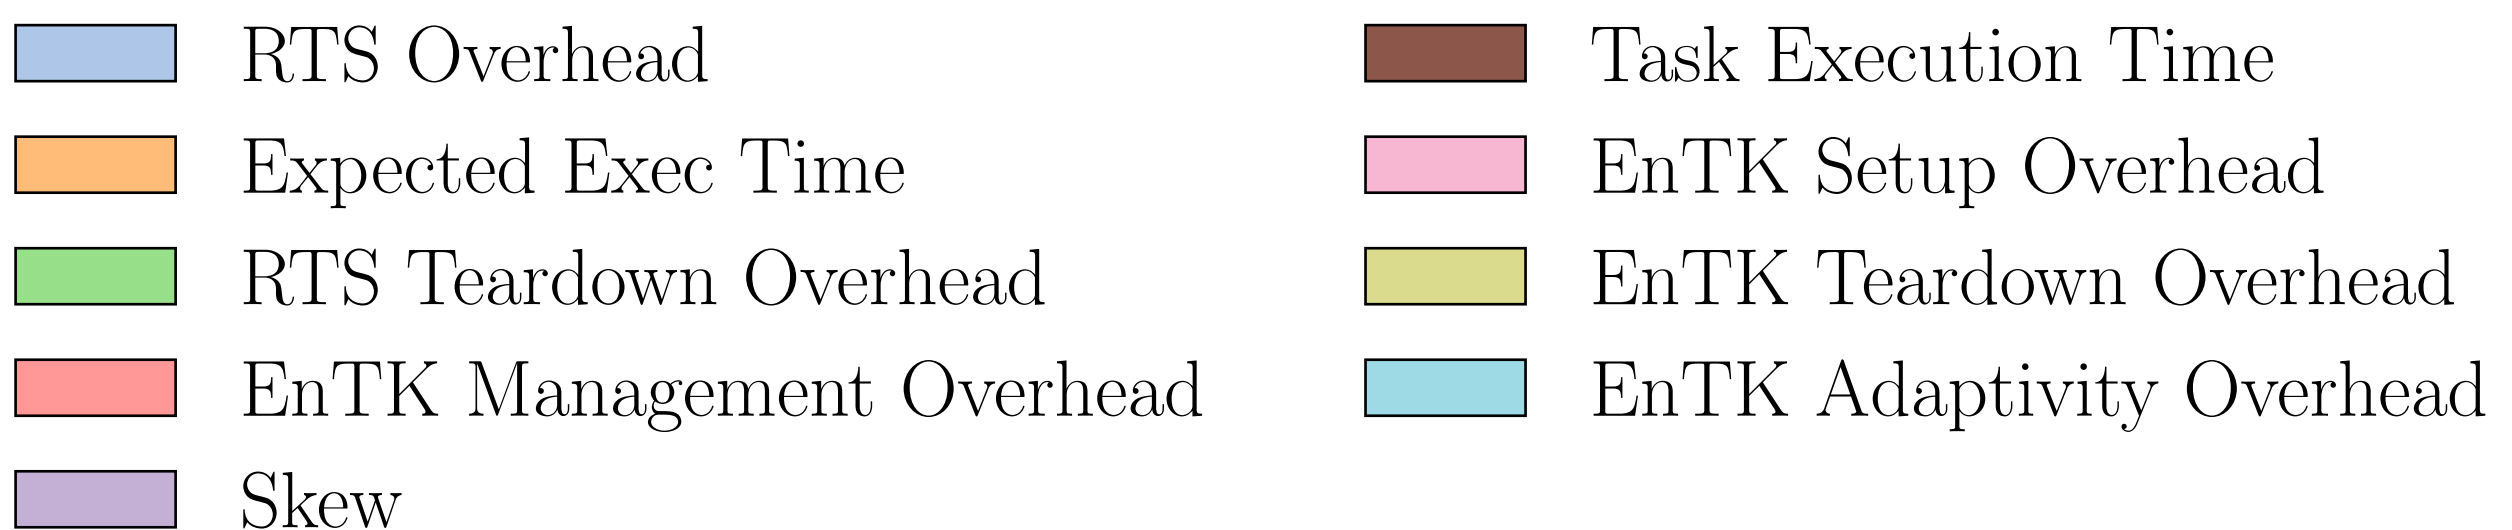 RTS Overhead
Expected Exec Time
RTS Teardown Overhead
EnTK Management Overhead
Skew
Task Execution Time
EnTK Setup Overhead
EnTK Teardown Overhead
EnTK Adaptivity Overhead